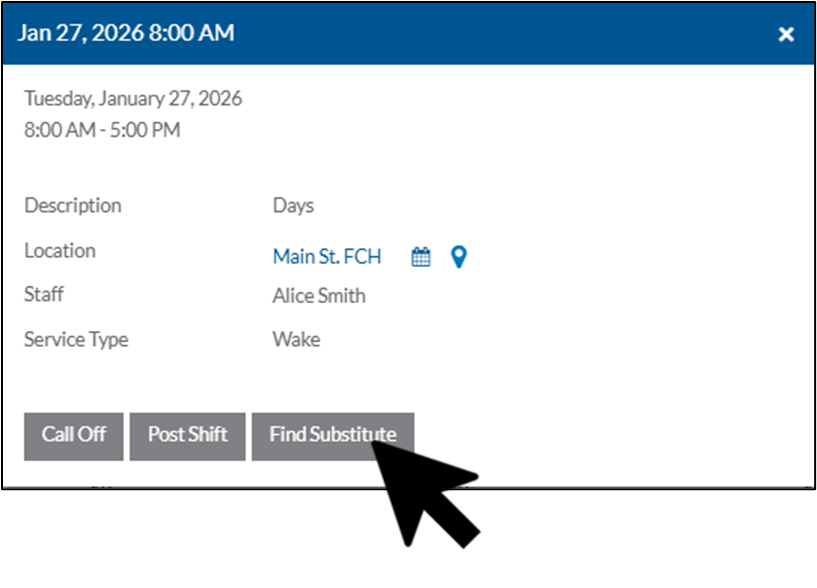 Jan 27, 2026 8:00 AM
Tuesday, January 27, 2026
8:00 AM - 5:00 PM
Description Days
Location Main St. FCH
Staff Alice Smith
Service Type Wake
Call Off Post Shift Find Substitute